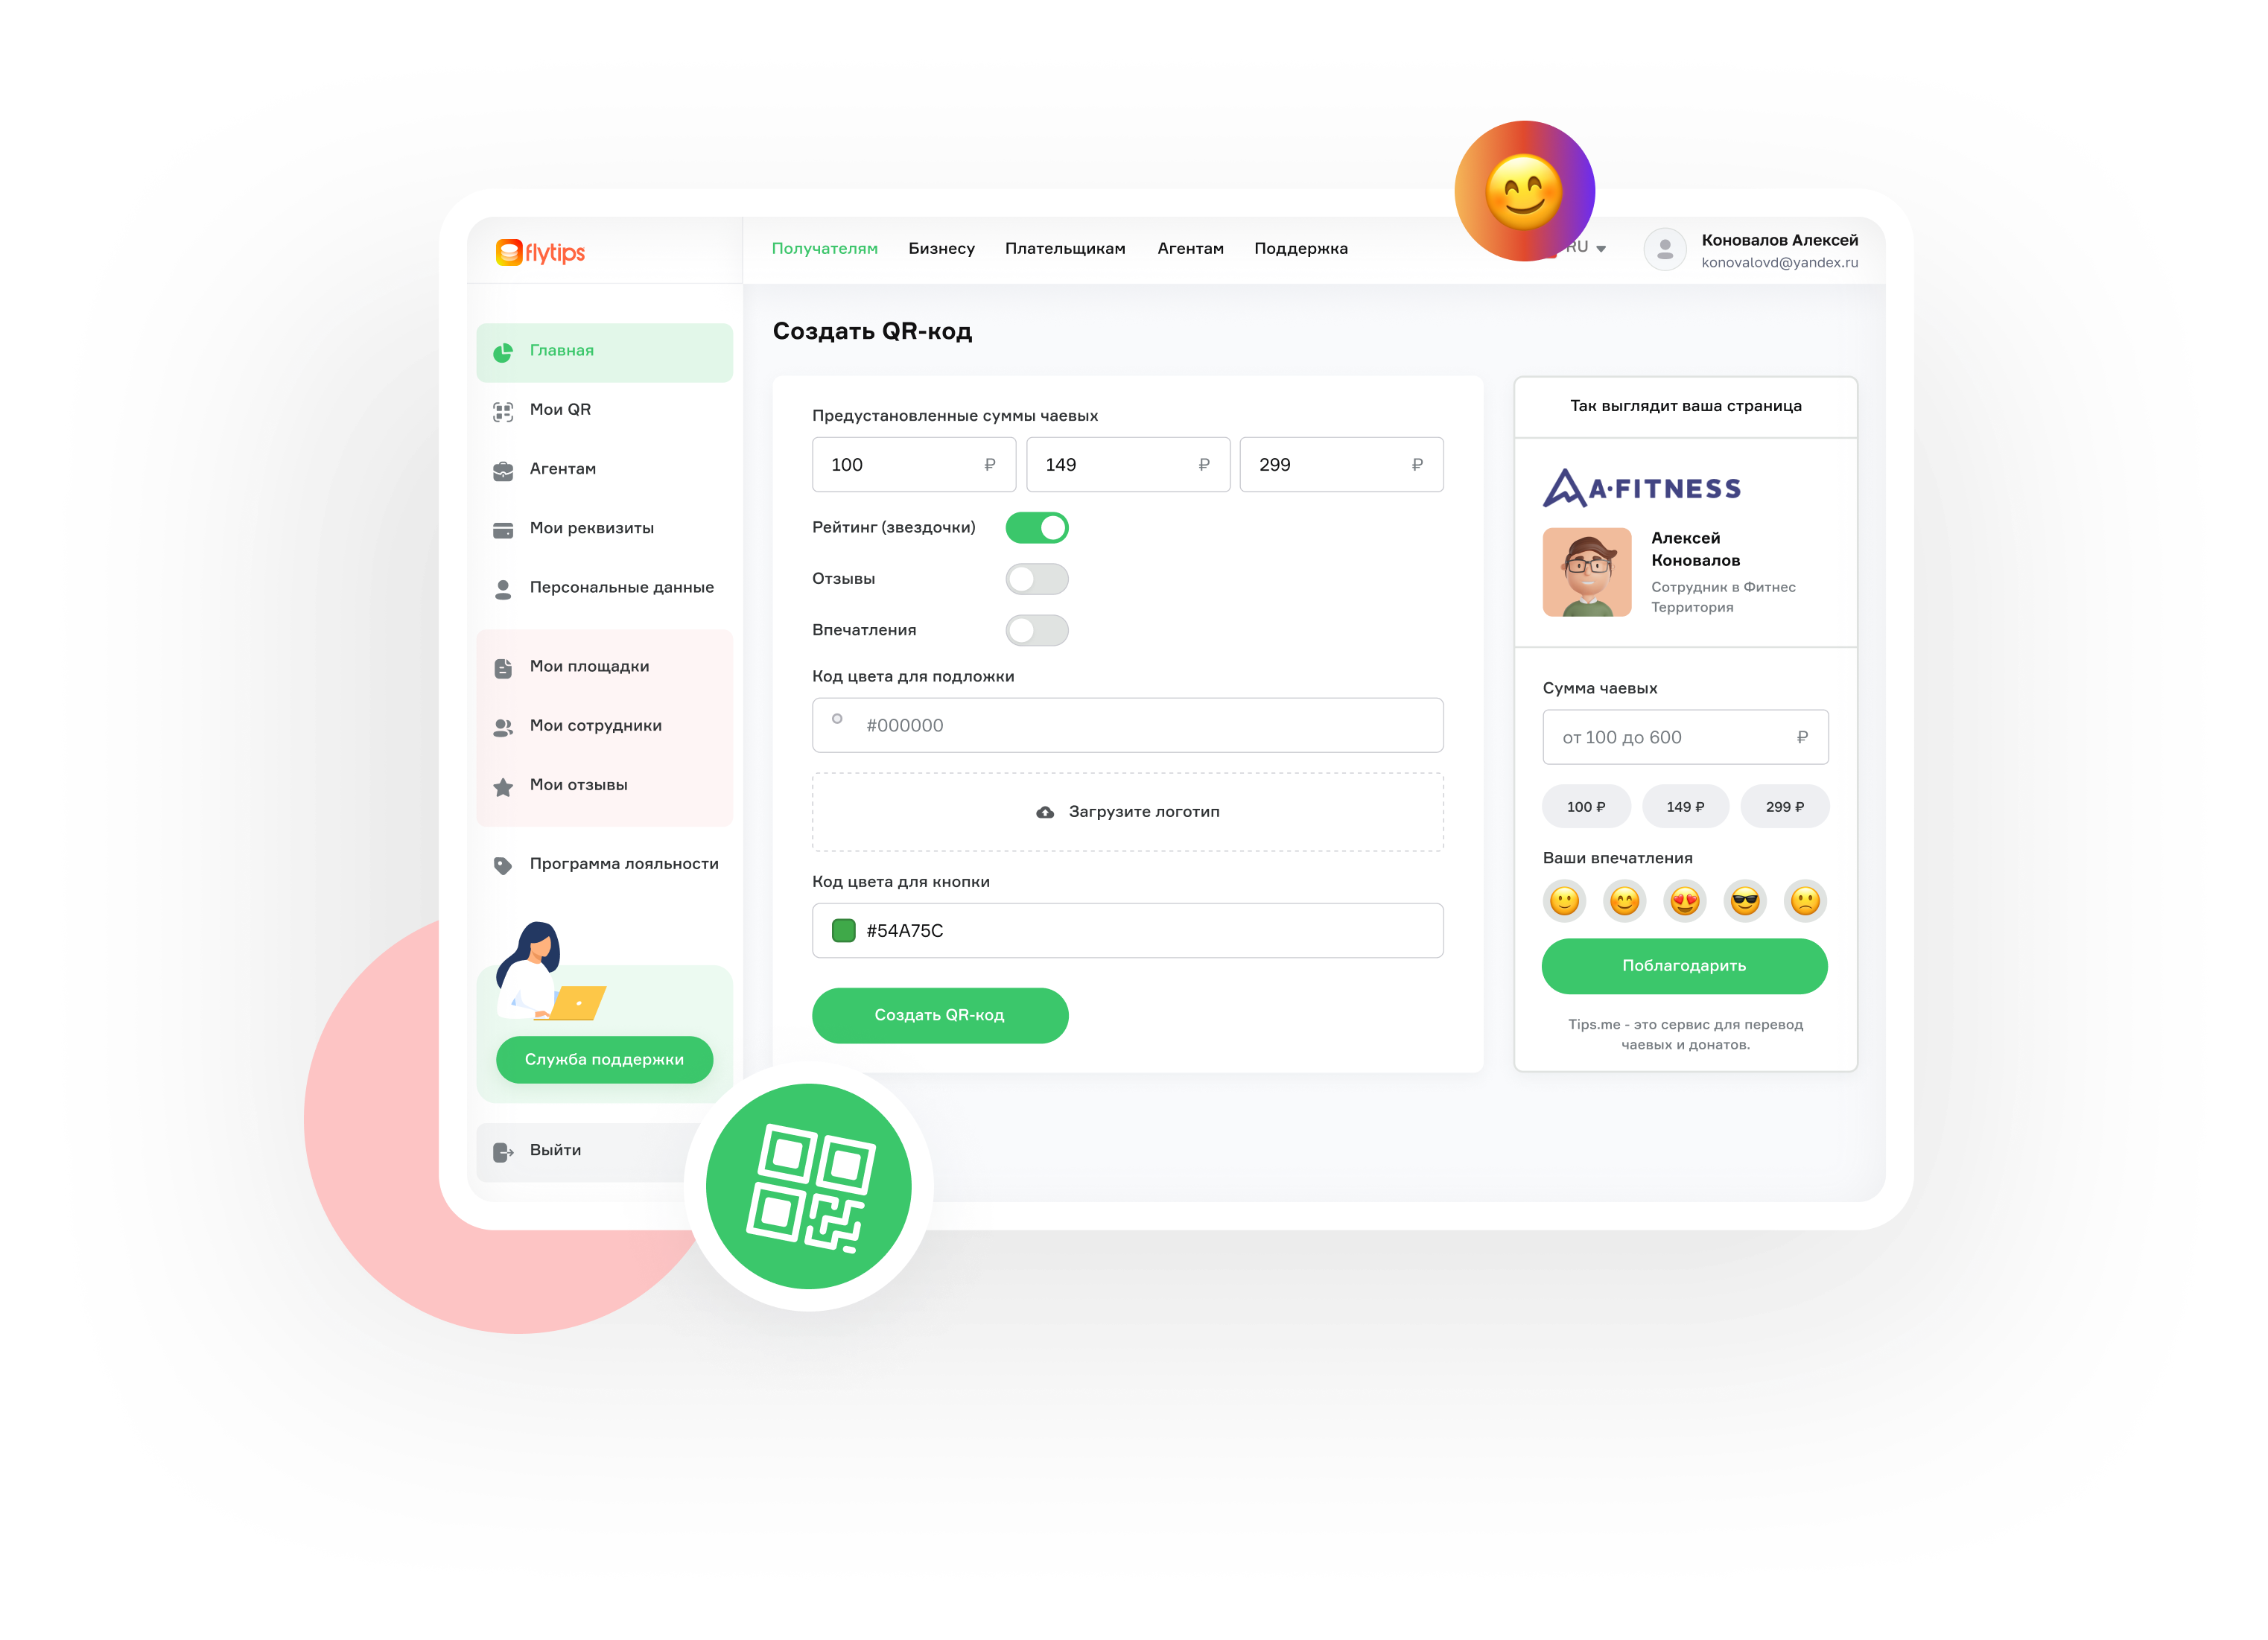 flytips
Получателям
Бизнесу
Плательщикам
Агентам
Поддержка
RU
Коновалов Алексей
konovalovd@yandex.ru
Главная
Мои QR
Агентам
Мои реквизиты
Персональные данные
Мои площадки
Мои сотрудники
Мои отзывы
Программа лояльности
Служба поддержки
Выйти
Создать QR-код
Предустановленные суммы чаевых
100 ₽
149 ₽
299 ₽
Рейтинг (звездочки)
Отзывы
Впечатления
Код цвета для подложки
#000000
Загрузите логотип
Код цвета для кнопки
#54A75C
Создать QR-код
Так выглядит ваша страница
A·FITNESS
Алексей
Коновалов
Сотрудник в Фитнес
Территория
Сумма чаевых
от 100 до 600 ₽
100 ₽
149 ₽
299 ₽
Ваши впечатления
Поблагодарить
Tips.me - это сервис для перевод
чаевых и донатов.